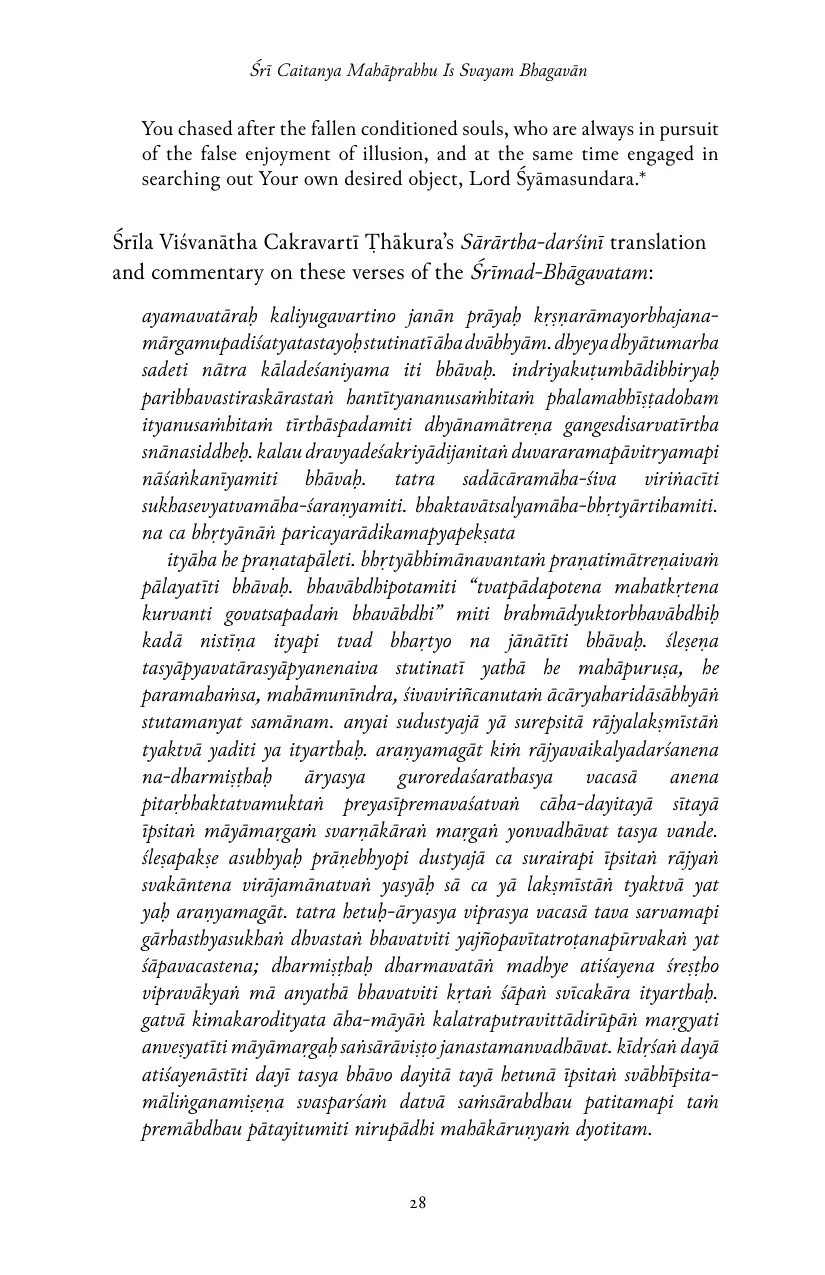 Śrī Caitanya Mahāprabhu Is Svayam Bhagavān
You chased after the fallen conditioned souls, who are always in pursuit
of the false enjoyment of illusion, and at the same time engaged in
searching out Your own desired object, Lord Śyāmasundara.*
Śrīla Viśvanātha Cakravartī Ṭhākura’s Sārārtha-darśinī translation
and commentary on these verses of the Śrīmad-Bhāgavatam:
ayamavatāraḥ kaliyugavartino janān prāyaḥ kṛṣṇarāmayorbhajana-
mārgamupadiśatyatastayoḥ stutinatī āha dvābhyām. dhyeya dhyātumarha
sadeti nātra kāladeśaniyama iti bhāvaḥ. indriyakuṭumbādibhiryaḥ
paribhavastiraskārastaṅ hantītyananusaṁhitaṁ phalamabhīṣṭadoham
ityanusaṁhitaṁ tīrthāspadamiti dhyānamātreṇa gangesdisarvatīrtha
snānasiddheḥ. kalau dravyadeśakriyādijanitaṅ duvararamapāvitryamapi
nāśaṅkanīyamiti bhāvaḥ. tatra sadācāramāha-śiva viriṅacīti
sukhasevyatvamāha-śaraṇyamiti. bhaktavātsalyamāha-bhṛtyārtihamiti.
na ca bhṛtyānāṅ paricayarādikamapyapekṣata
ityāha he praṇatapāleti. bhṛtyābhimānavantaṁ praṇatimātreṇaivaṁ
pālayatīti bhāvaḥ. bhavābdhipotamiti “tvatpādapotena mahatkṛtena
kurvanti govatsapadaṁ bhavābdhi” miti brahmādyuktorbhavābdhiḥ
kadā nistīṇa ityapi tvad bhaṛtyo na jānātīti bhāvaḥ. śleṣeṇa
tasyāpyavatārasyāpyanenaiva stutinatī yathā he mahāpuruṣa, he
paramahaṁsa, mahāmunīndra, śivaviriñcanutaṁ ācāryaharidāsābhyāṅ
stutamanyat samānam. anyai sudustyajā yā surepsitā rājyalakṣmīstāṅ
tyaktvā yaditi ya ityarthaḥ. araṇyamagāt kiṁ rājyavaikalyadarśanena
na-dharmiṣṭhaḥ āryasya guroredaśarathasya vacasā anena
pitaṛbhaktatvamuktaṅ preyasīpremavaśatvaṅ cāha-dayitayā sītayā
īpsitaṅ māyāmaṛgaṁ svarṇākāraṅ maṛgaṅ yonvadhāvat tasya vande.
śleṣapakṣe asubhyaḥ prāṇebhyopi dustyajā ca surairapi īpsitaṅ rājyaṅ
svakāntena virājamānatvaṅ yasyāḥ sā ca yā lakṣmīstāṅ tyaktvā yat
yaḥ araṇyamagāt. tatra hetuḥ-āryasya viprasya vacasā tava sarvamapi
gārhasthyasukhaṅ dhvastaṅ bhavatviti yajñopavītatroṭanapūrvakaṅ yat
śāpavacastena; dharmiṣṭhaḥ dharmavatāṅ madhye atiśayena śreṣṭho
vipravākyaṅ mā anyathā bhavatviti kṛtaṅ śāpaṅ svīcakāra ityarthaḥ.
gatvā kimakarodityata āha-māyāṅ kalatraputravittādirūpāṅ maṛgyati
anveṣyatīti māyāmaṛgaḥ saṅsārāviṣṭo janastamanvadhāvat. kīdṛśaṅ dayā
atiśayenāstīti dayī tasya bhāvo dayitā tayā hetunā īpsitaṅ svābhīpsita-
māliṅganamiṣeṇa svasparśaṁ datvā saṁsārabdhau patitamapi taṁ
premābdhau pātayitumiti nirupādhi mahākāruṇyaṁ dyotitam.
28